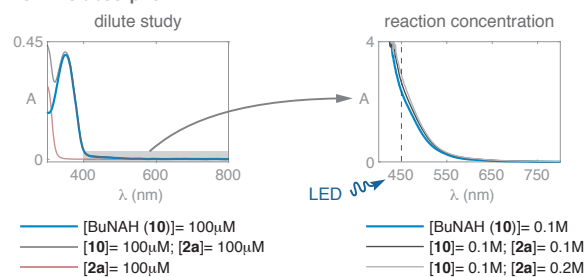 dilute study
reaction concentration
0.45
A
0
400
600
800
λ (nm)
4
A
0
450
550
650
750
λ (nm)
LED
[BuNAH (10)]= 100μM
[10]= 100μM; [2a]= 100μM
[2a]= 100μM
[BuNAH (10)]= 0.1M
[10]= 0.1M; [2a]= 0.1M
[10]= 0.1M; [2a]= 0.2M